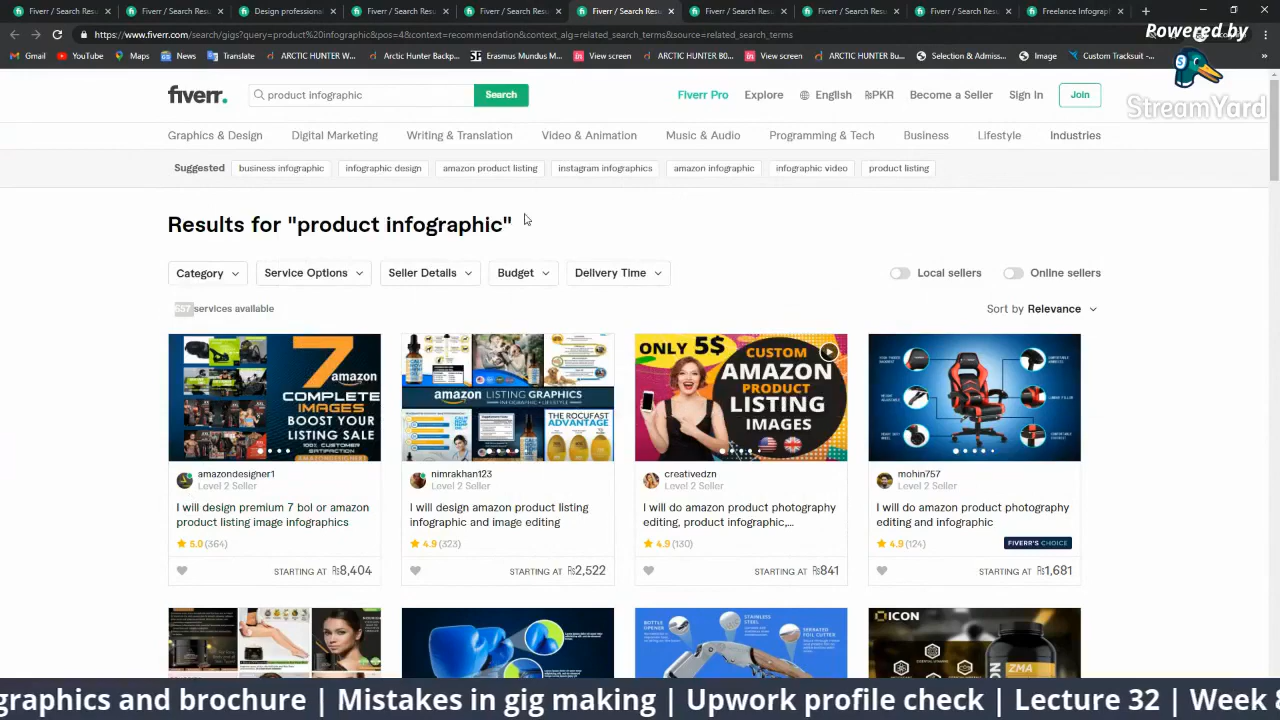 Fiverr / Search Res
Fiverr / Search Res
Design professiona
Fiverr / Search Res
Fiverr / Search Res
Fiverr / Search Res
Fiverr / Search Res
Fiverr / Search Res
Fiverr / Search Res
Freelance Infograp
https://www.fiverr.com/search/gigs?query=product%20infographic&pos=4&context=recommendation&context_alg=related_search_terms&source=related_search_terms
Powered by
StreamYard
Gmail
YouTube
Maps
News
Translate
ARCTIC HUNTER W...
Arctic Hunter Backp...
Erasmus Mundus M...
View screen
ARCTIC HUNTER 80...
View screen
ARCTIC HUNTER Bu...
Selection & Admiss...
Image
Custom Tracksuit -...
fiverr.
product infographic
Search
Fiverr Pro
Explore
English
₨PKR
Become a Seller
Sign In
Join
Graphics & Design
Digital Marketing
Writing & Translation
Video & Animation
Music & Audio
Programming & Tech
Business
Lifestyle
Industries
Suggested
business infographic
infographic design
amazon product listing
instagram infographics
amazon infographic
infographic video
product listing
Results for "product infographic"
Category
Service Options
Seller Details
Budget
Delivery Time
Local sellers
Online sellers
services available
Sort by Relevance
7
amazon
COMPLETE
IMAGES
BOOST YOUR
LISTING SALE
100% CUSTOMER
SATISFACTION
amazondesigner1
Level 2 Seller
I will design premium 7 bol or amazon
product listing image infographics
5.0 (364)
STARTING AT ₨8,404
amazon LISTING GRAPHICS
THE ROCUFAST
ADVANTAGE
nimrakhan123
Level 2 Seller
I will design amazon product listing
infographic and image editing
4.9 (323)
STARTING AT ₨2,522
ONLY 5$
CUSTOM
AMAZON
PRODUCT
LISTING
IMAGES
creativedzn
Level 2 Seller
I will do amazon product photography
editing, product infographic,...
4.9 (130)
STARTING AT ₨841
mohin757
Level 2 Seller
I will do amazon product photography
editing and infographic
4.9 (124)
FIVERR'S CHOICE
STARTING AT ₨1,681
BOTTLE
OPENER
STAINLESS
STEEL
SERRATED
FOIL CUTTER
ICON
ZMA
graphics and brochure | Mistakes in gig making | Upwork profile check | Lecture 32 | Week